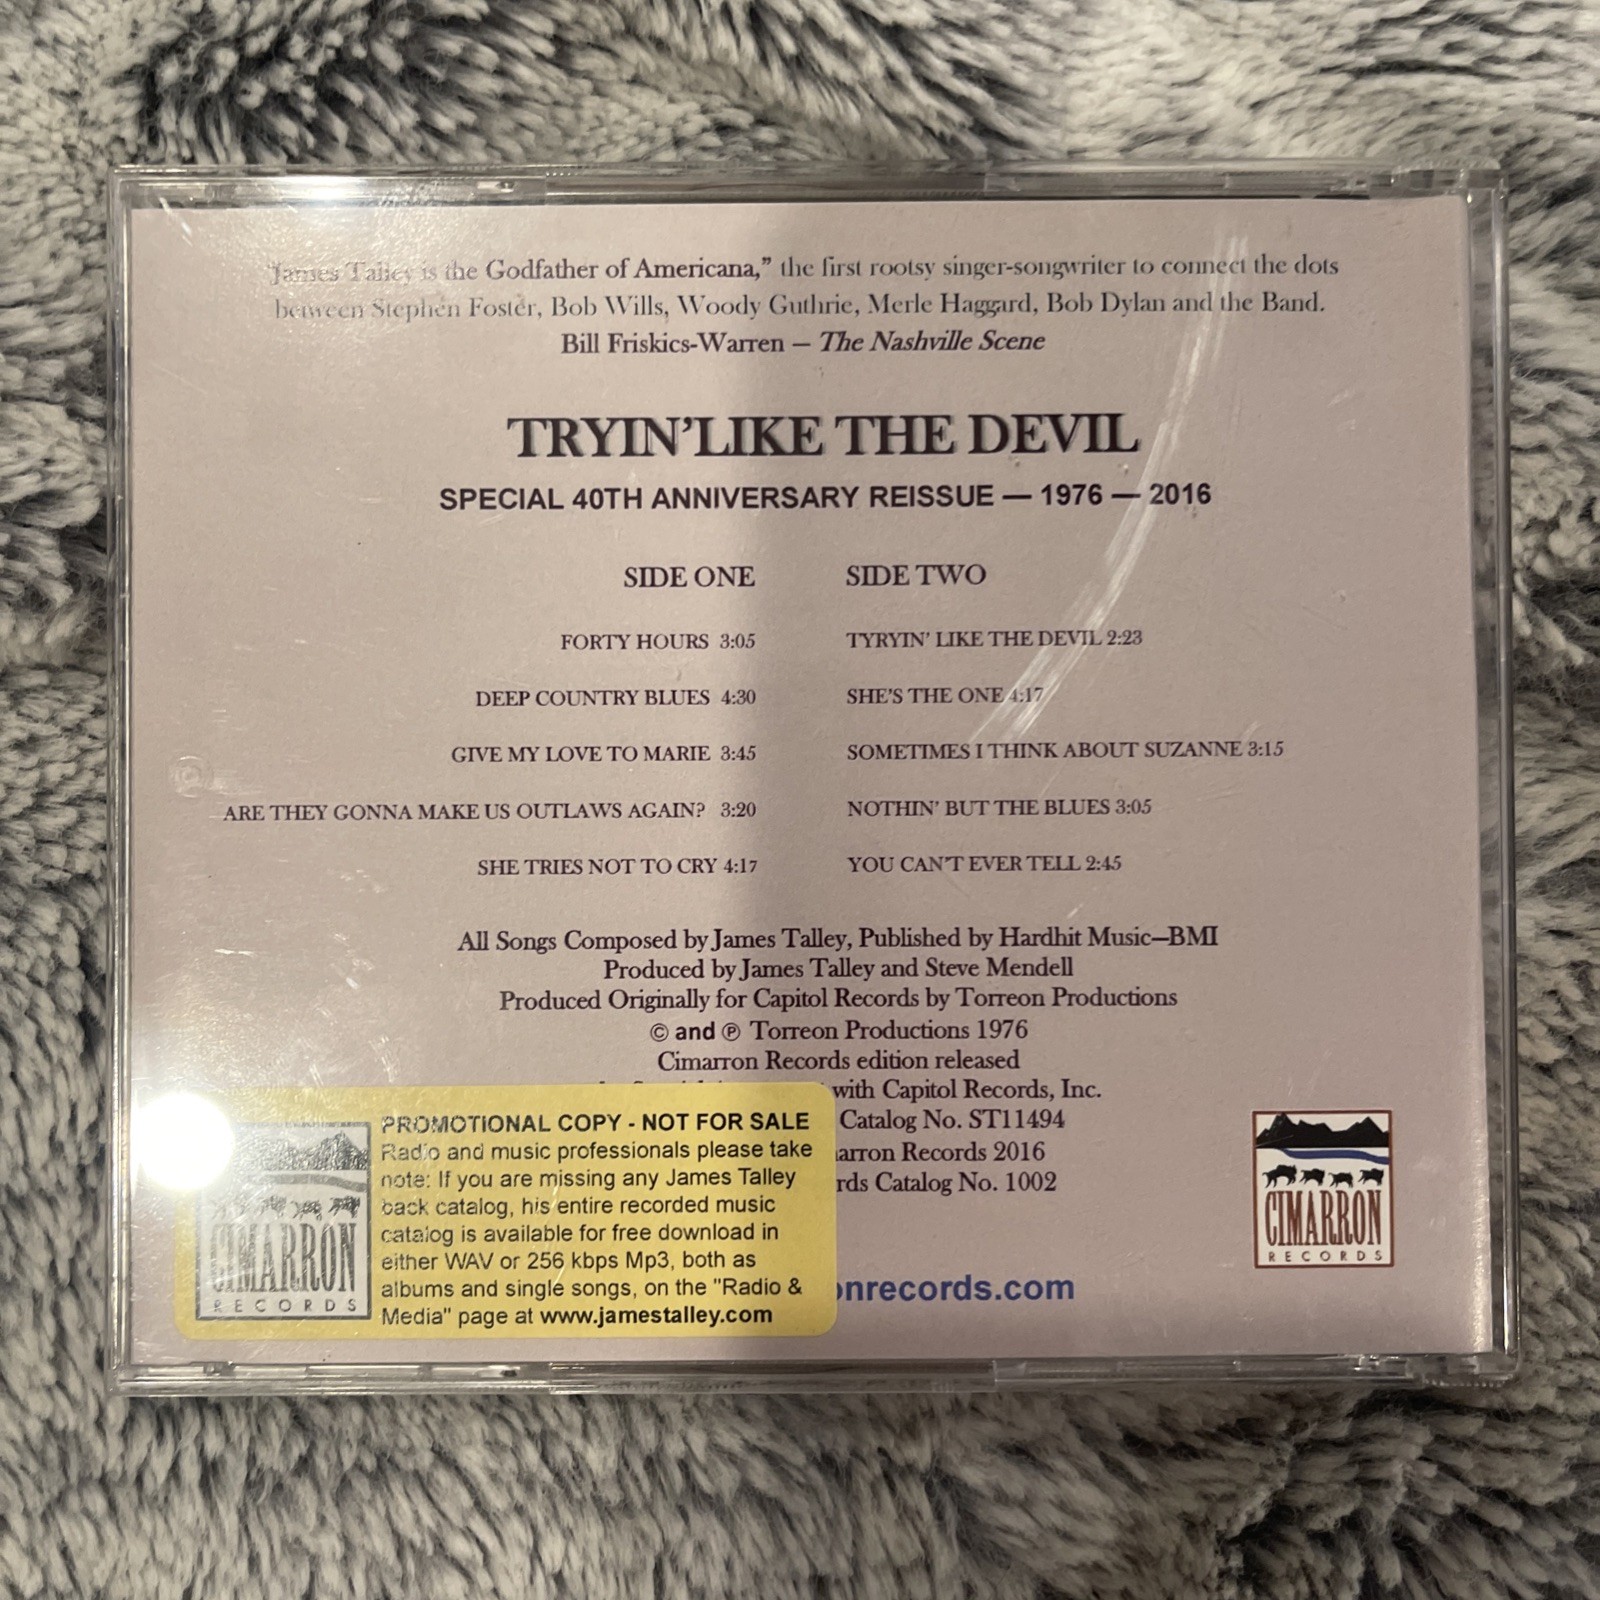 "James Talley is the Godfather of Americana," the first rootsy singer-songwriter to connect the dots
between Stephen Foster, Bob Wills, Woody Guthrie, Merle Haggard, Bob Dylan and the Band.
Bill Friskics-Warren – The Nashville Scene
TRYIN'LIKE THE DEVIL
SPECIAL 40TH ANNIVERSARY REISSUE — 1976 — 2016
SIDE ONE
FORTY HOURS 3:05
DEEP COUNTRY BLUES 4:30
GIVE MY LOVE TO MARIE 3:45
ARE THEY GONNA MAKE US OUTLAWS AGAIN? 3:20
SHE TRIES NOT TO CRY 4:17
SIDE TWO
TYRYIN' LIKE THE DEVIL 2:23
SHE'S THE ONE 4:17
SOMETIMES I THINK ABOUT SUZANNE 3:15
NOTHIN' BUT THE BLUES 3:05
YOU CAN'T EVER TELL 2:45
All Songs Composed by James Talley, Published by Hardhit Music–BMI
Produced by James Talley and Steve Mendell
Produced Originally for Capitol Records by Torreon Productions
© and ℗ Torreon Productions 1976
Cimarron Records edition released
with Capitol Records, Inc.
Catalog No. ST11494
arron Records 2016
rds Catalog No. 1002
onrecords.com
CIMARRON
RECORDS
PROMOTIONAL COPY - NOT FOR SALE
Radio and music professionals please take
note: If you are missing any James Talley
back catalog, his entire recorded music
catalog is available for free download in
either WAV or 256 kbps Mp3, both as
albums and single songs, on the "Radio &
Media" page at www.jamestalley.com
CIMARRON
RECORDS